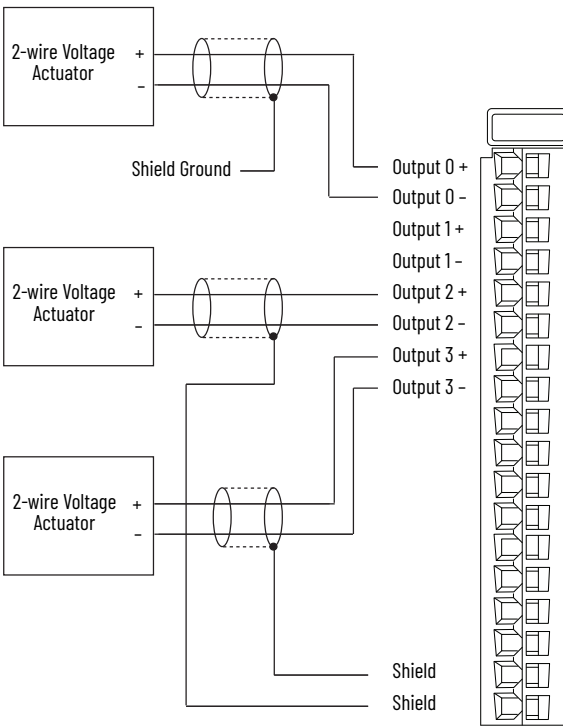 2-wire Voltage
Actuator
+
−
Shield Ground
Output 0 +
Output 0 −
Output 1 +
Output 1 −
2-wire Voltage
Actuator
+
−
Output 2 +
Output 2 −
Output 3 +
Output 3 −
2-wire Voltage
Actuator
+
−
Shield
Shield